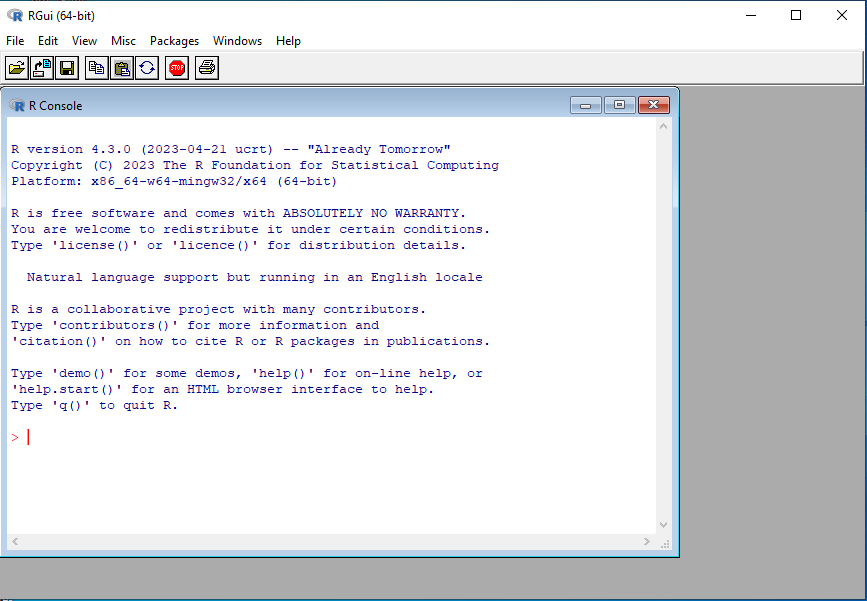 RGui (64-bit)
File Edit View Misc Packages Windows Help
STOP
R Console
R version 4.3.0 (2023-04-21 ucrt) -- "Already Tomorrow"
Copyright (C) 2023 The R Foundation for Statistical Computing
Platform: x86_64-w64-mingw32/x64 (64-bit)
R is free software and comes with ABSOLUTELY NO WARRANTY.
You are welcome to redistribute it under certain conditions.
Type 'license()' or 'licence()' for distribution details.
Natural language support but running in an English locale
R is a collaborative project with many contributors.
Type 'contributors()' for more information and
'citation()' on how to cite R or R packages in publications.
Type 'demo()' for some demos, 'help()' for on-line help, or
'help.start()' for an HTML browser interface to help.
Type 'q()' to quit R.
>